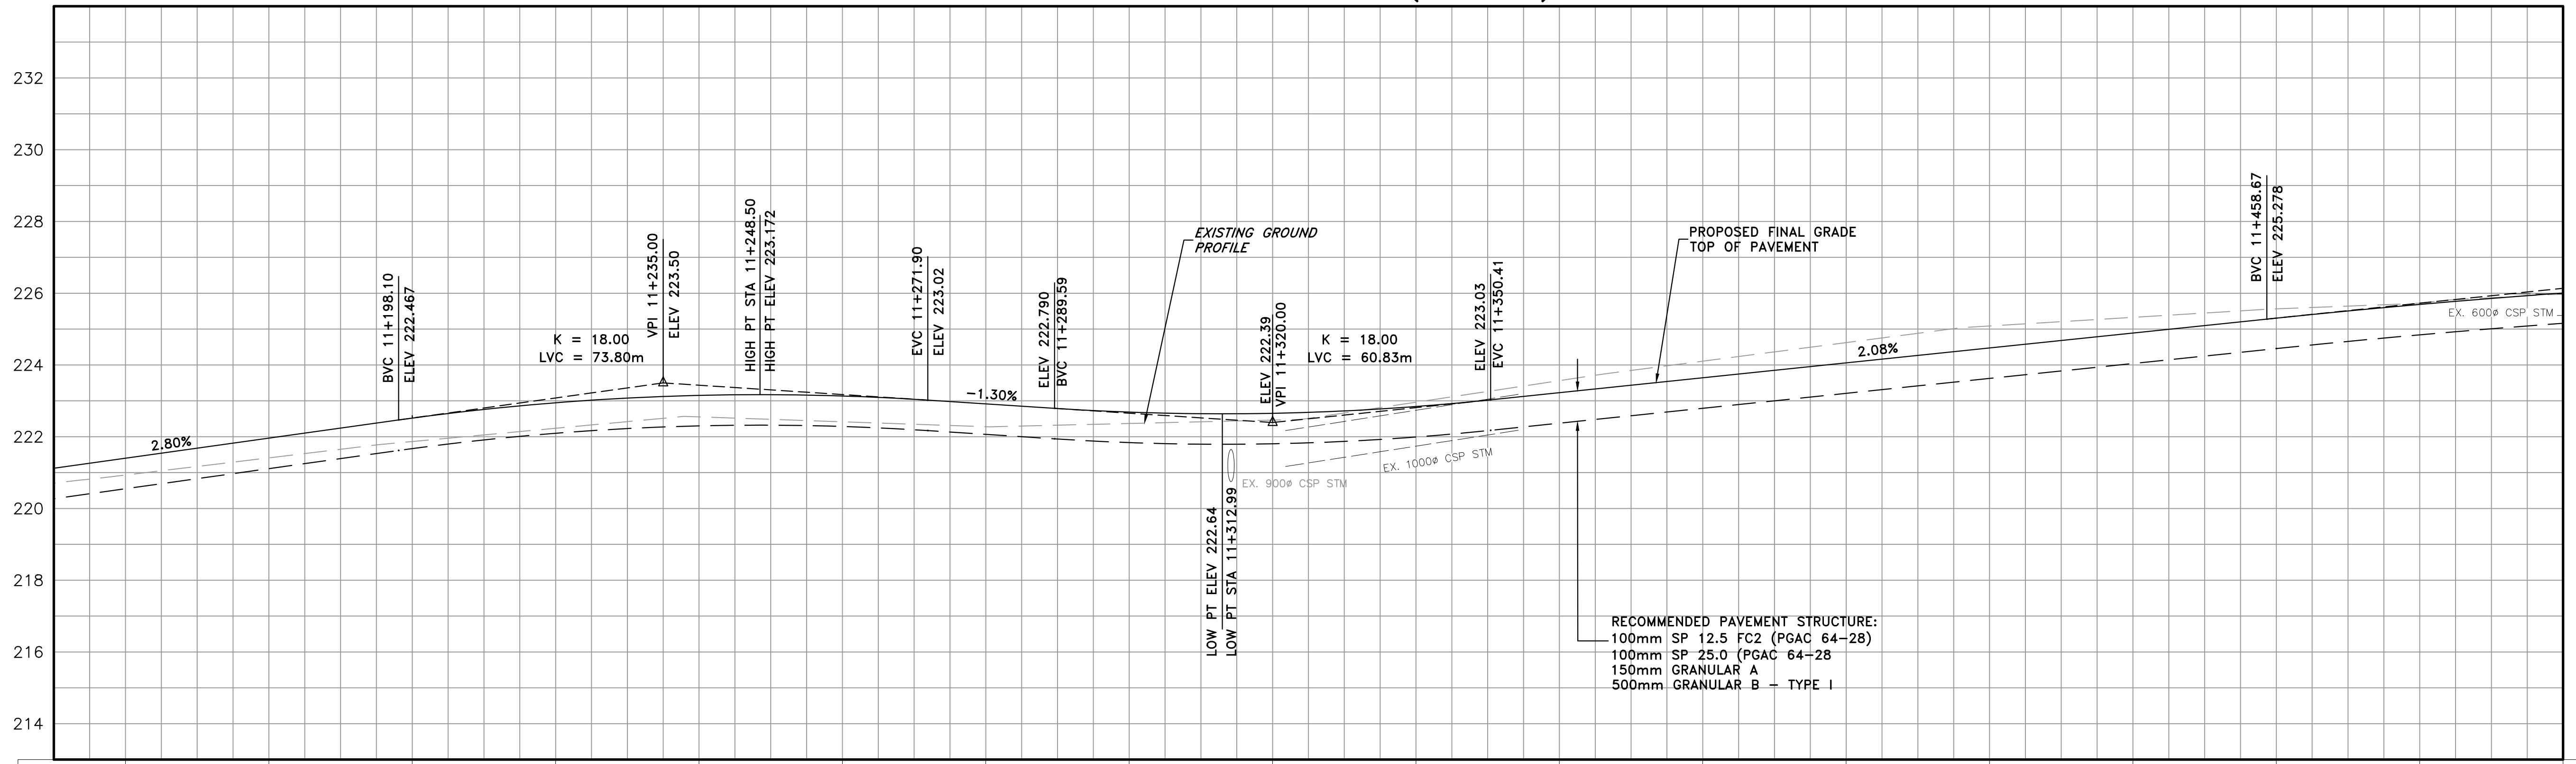 232
230
228
226
224
222
220
218
216
214
2.80%
BVC 11+198.10
ELEV 222.467
K = 18.00
LVC = 73.80m
VPI 11+235.00
ELEV 223.50
HIGH PT STA 11+248.50
HIGH PT ELEV 223.172
EVC 11+271.90
ELEV 223.02
-1.30%
ELEV 222.790
BVC 11+289.59
EXISTING GROUND
PROFILE
LOW PT ELEV 222.64
LOW PT STA 11+312.99
EX. 900ø CSP STM
ELEV 222.39
VPI 11+320.00
K = 18.00
LVC = 60.83m
EX. 1000ø CSP STM
ELEV 223.03
EVC 11+350.41
PROPOSED FINAL GRADE
TOP OF PAVEMENT
RECOMMENDED PAVEMENT STRUCTURE:
100mm SP 12.5 FC2 (PGAC 64-28)
100mm SP 25.0 (PGAC 64-28
150mm GRANULAR A
500mm GRANULAR B - TYPE I
2.08%
BVC 11+458.67
ELEV 225.278
EX. 600ø CSP STM